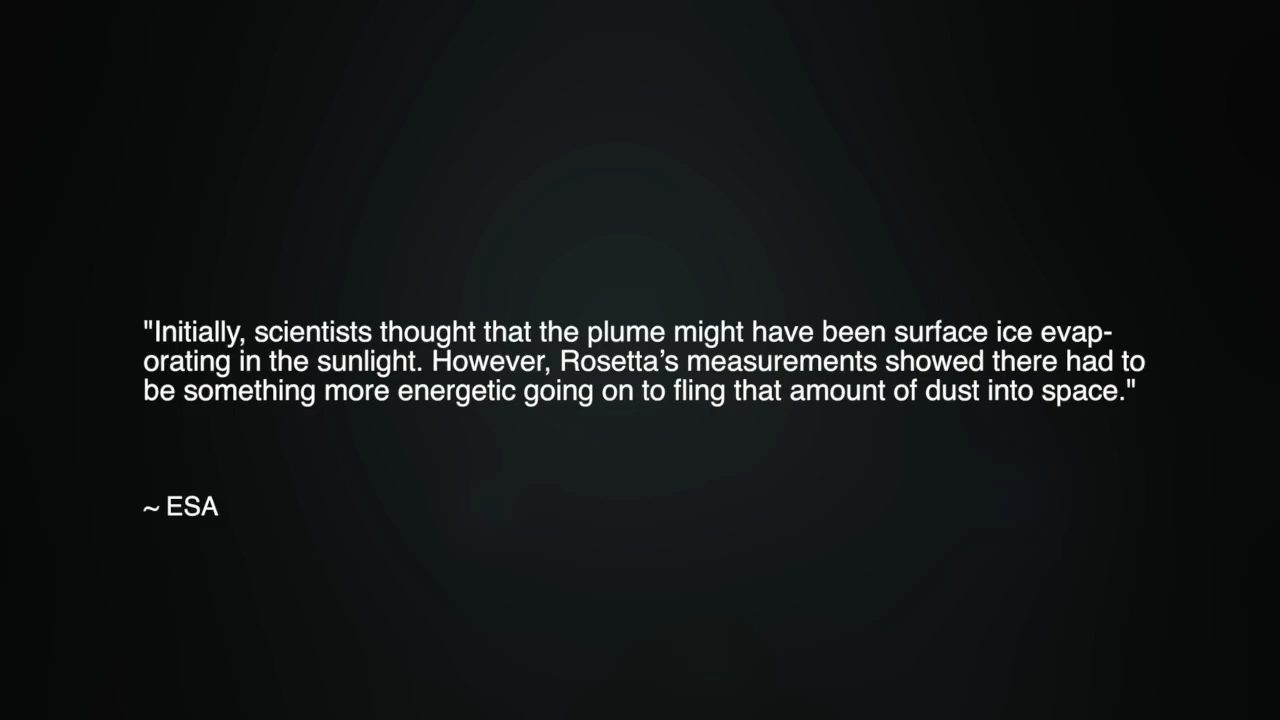 "Initially, scientists thought that the plume might have been surface ice evap-
orating in the sunlight. However, Rosetta’s measurements showed there had to
be something more energetic going on to fling that amount of dust into space."
~ ESA